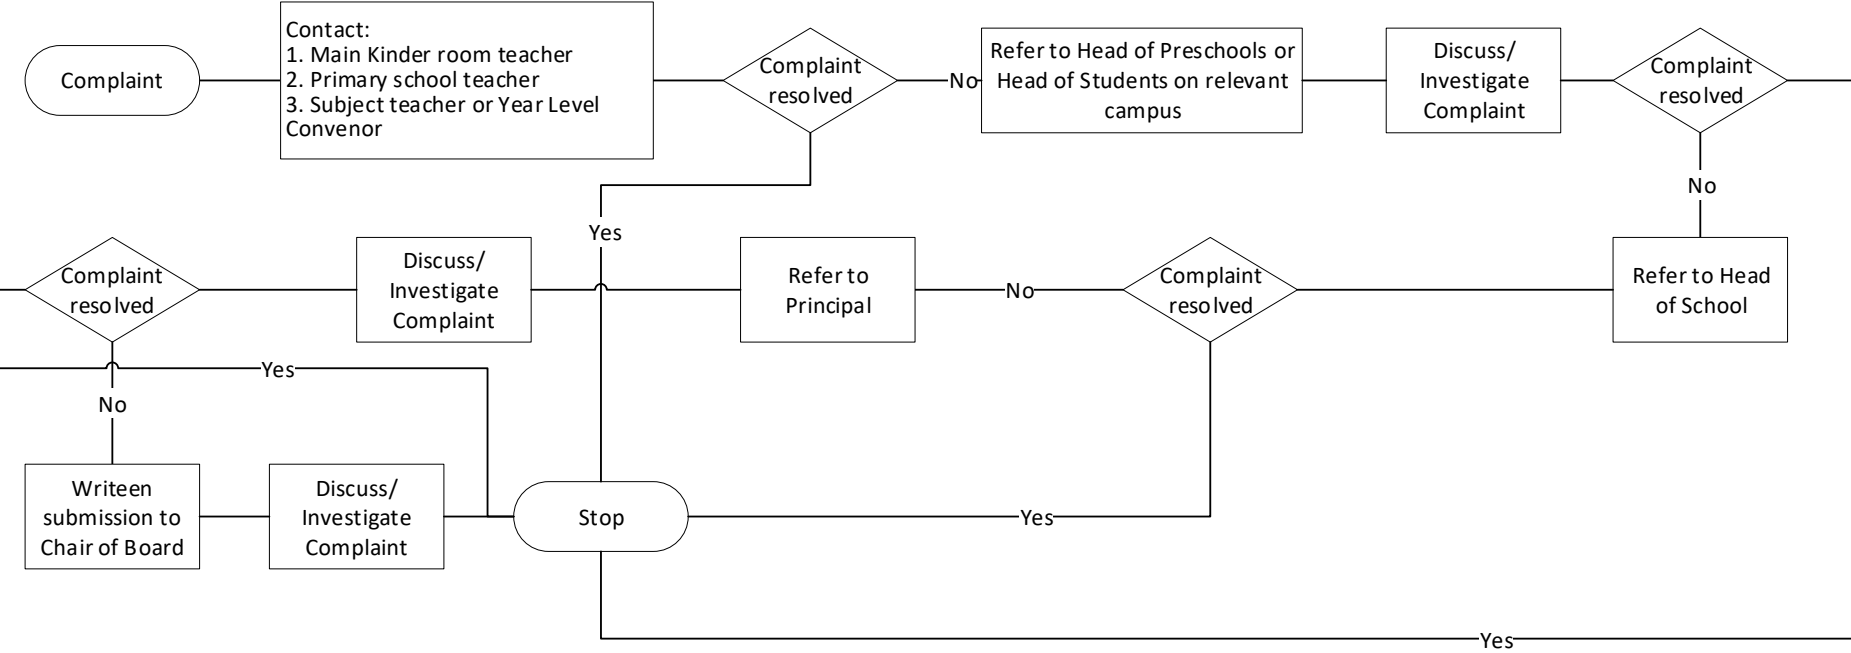 Complaint
Contact:
1. Main Kinder room teacher
2. Primary school teacher
3. Subject teacher or Year Level
Convenor
Complaint
resolved
No
Refer to Head of Preschools or
Head of Students on relevant
campus
Discuss/
Investigate
Complaint
Complaint
resolved
No
Yes
Complaint
resolved
Discuss/
Investigate
Complaint
Refer to
Principal
No
Complaint
resolved
Refer to Head
of School
Yes
No
Writeen
submission to
Chair of Board
Discuss/
Investigate
Complaint
Stop
Yes
Yes